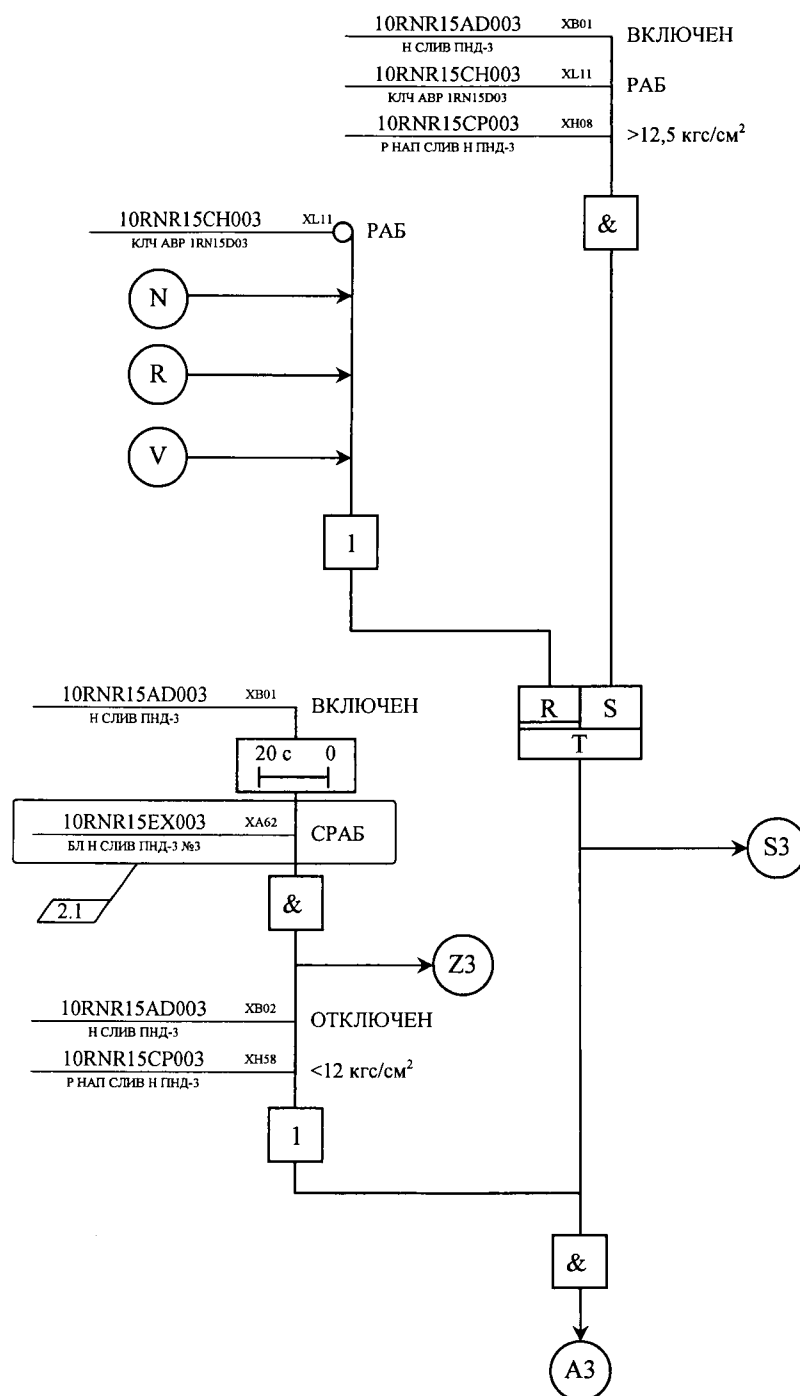 10RNR15AD003 XB01 ВКЛЮЧЕН
Н СЛИВ ПНД-3
10RNR15CH003 XL11 РАБ
КЛЧ АВР 1RN15D03
10RNR15CP003 XH08 >12,5 кгс/см²
Р НАП СЛИВ Н ПНД-3
&
10RNR15CH003 XL11 РАБ
КЛЧ АВР 1RN15D03
N
R
V
1
10RNR15AD003 XB01 ВКЛЮЧЕН
Н СЛИВ ПНД-3
R S
T
20 с 0
10RNR15EX003 XA62 СРАБ
БЛ Н СЛИВ ПНД-3 №3
S3
2.1
&
Z3
10RNR15AD003 XB02 ОТКЛЮЧЕН
Н СЛИВ ПНД-3
10RNR15CP003 XH58 <12 кгс/см²
Р НАП СЛИВ Н ПНД-3
1
&
A3